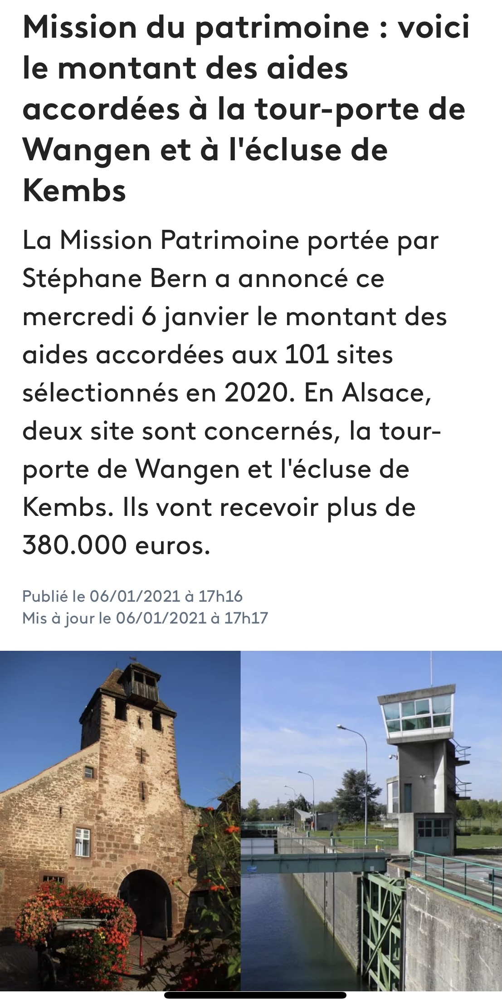 Mission du patrimoine : voici
le montant des aides
accordées à la tour-porte de
Wangen et à l'écluse de
Kembs
La Mission Patrimoine portée par
Stéphane Bern a annoncé ce
mercredi 6 janvier le montant des
aides accordées aux 101 sites
sélectionnés en 2020. En Alsace,
deux site sont concernés, la tour-
porte de Wangen et l'écluse de
Kembs. Ils vont recevoir plus de
380.000 euros.
Publié le 06/01/2021 à 17h16
Mis à jour le 06/01/2021 à 17h17